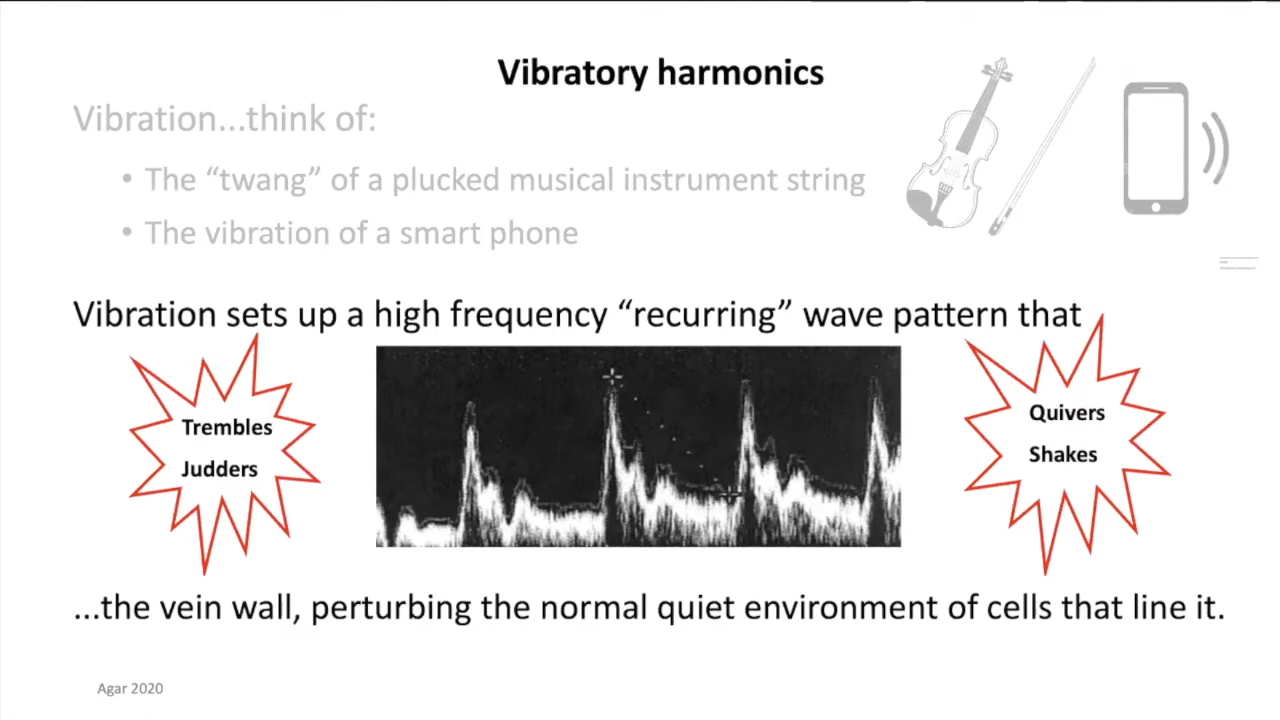 Vibratory harmonics
Vibration...think of:
• The “twang” of a plucked musical instrument string
• The vibration of a smart phone
Vibration sets up a high frequency “recurring” wave pattern that
Trembles
Judders
Quivers
Shakes
...the vein wall, perturbing the normal quiet environment of cells that line it.
Agar 2020